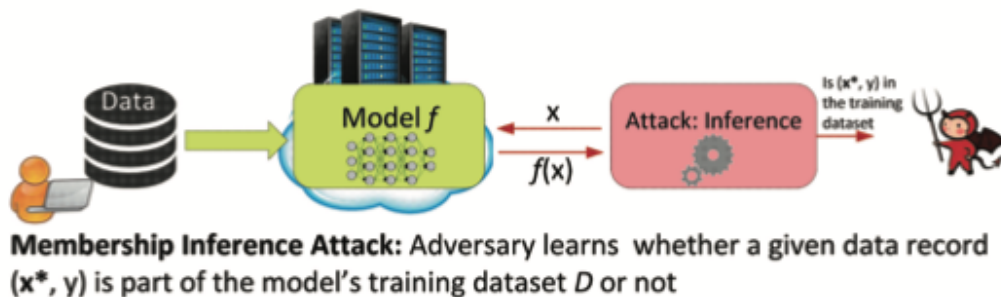 Data
Model f
x
f(x)
Attack: Inference
Is (x*, y) in
the training
dataset
Membership Inference Attack: Adversary learns whether a given data record
(x*, y) is part of the model's training dataset D or not